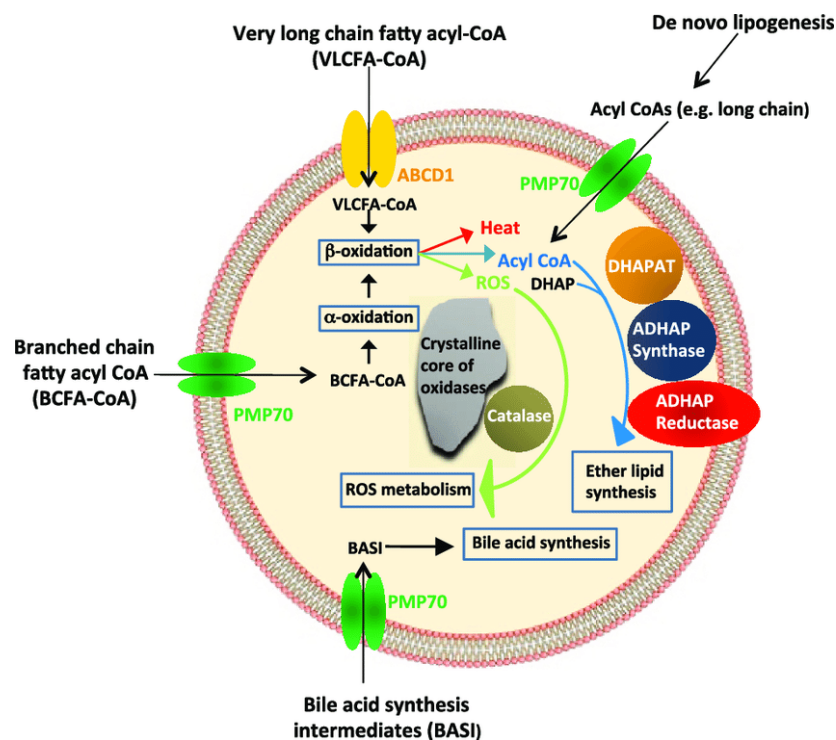 Very long chain fatty acyl-CoA
(VLCFA-CoA)
De novo lipogenesis
Acyl CoAs (e.g. long chain)
ABCD1
PMP70
VLCFA-CoA
Heat
β-oxidation
Acyl CoA
ROS
DHAP
DHAPAT
α-oxidation
ADHAP
Synthase
Crystalline
core of
oxidases
Branched chain
fatty acyl CoA
(BCFA-CoA)
PMP70
BCFA-CoA
Catalase
ADHAP
Reductase
ROS metabolism
Ether lipid
synthesis
BASI
Bile acid synthesis
PMP70
Bile acid synthesis
intermediates (BASI)